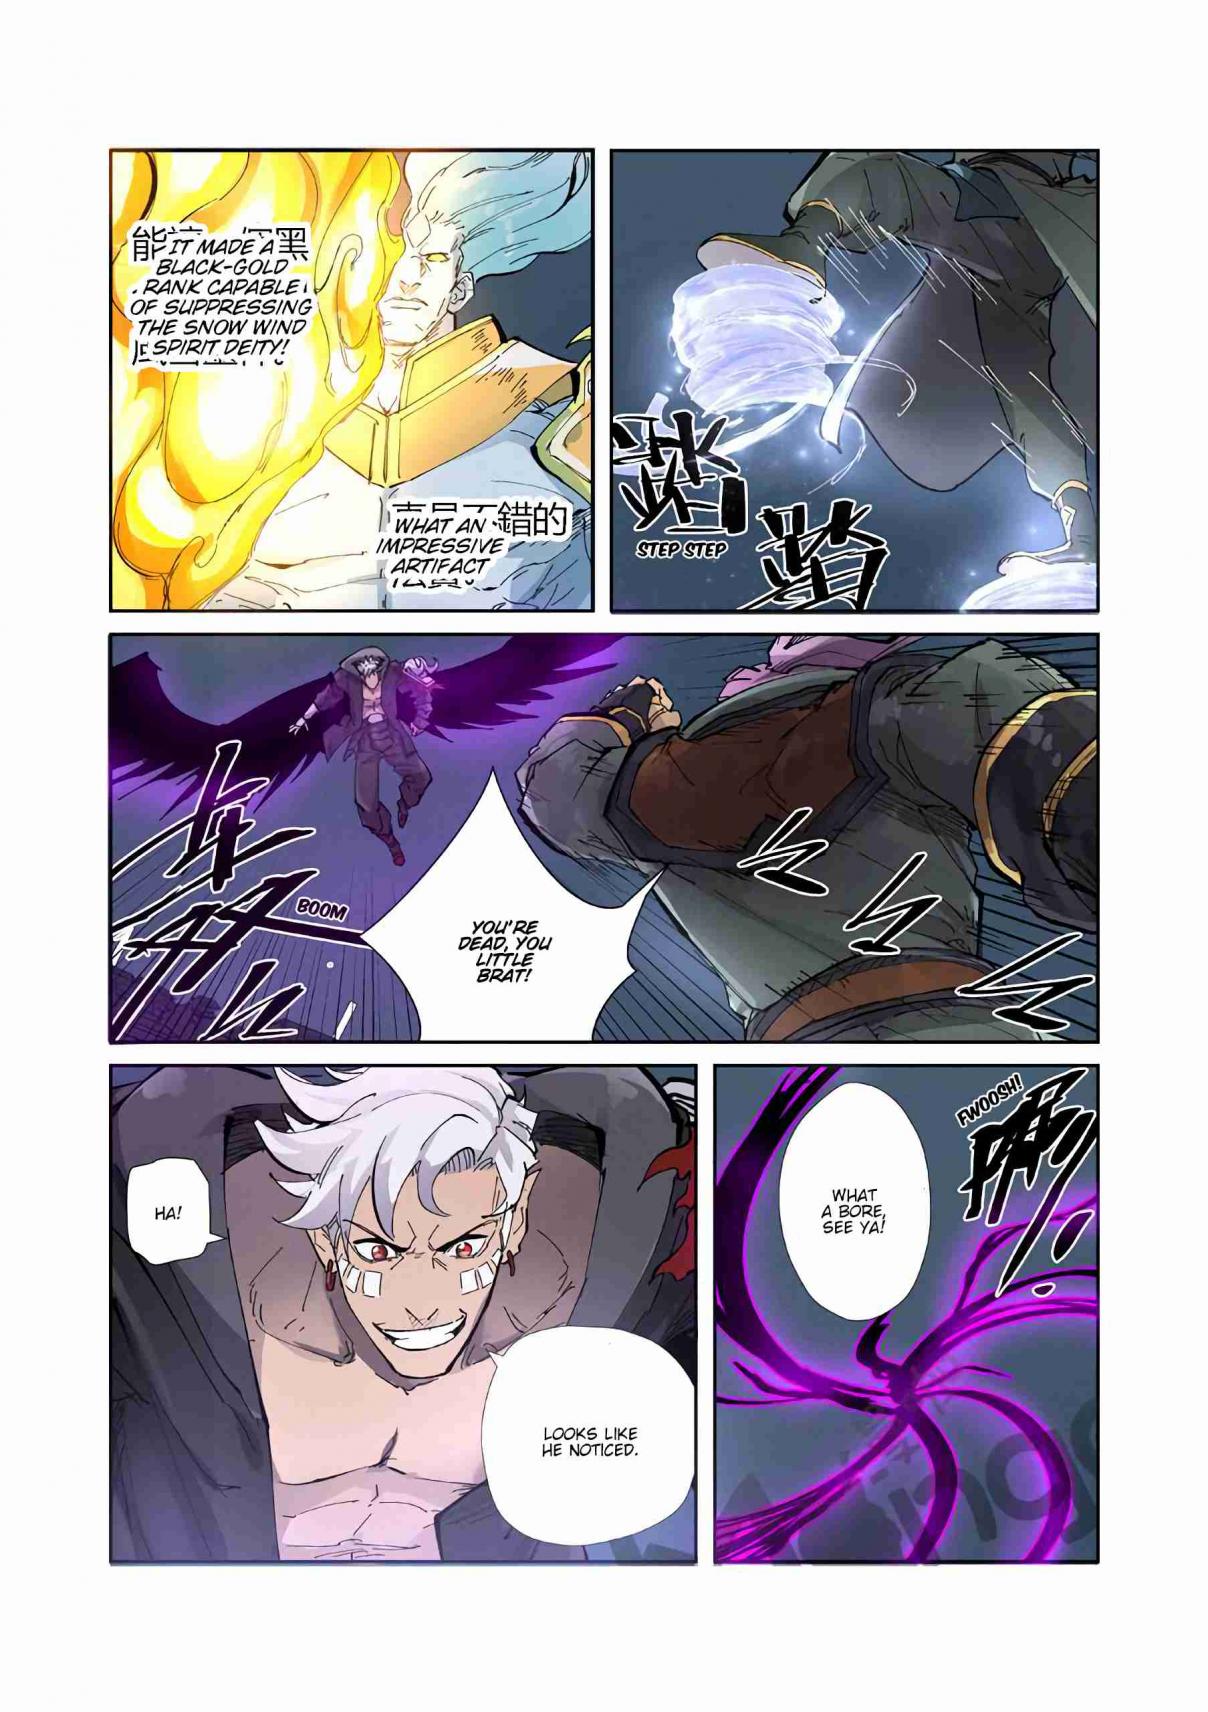 IT MADE A
BLACK-GOLD
RANK CAPABLE
OF SUPPRESSING
THE SNOW WIND
SPIRIT DEITY!
WHAT AN
IMPRESSIVE
ARTIFACT
錯的
踏
STEP STEP
踏
BOOM
YOU'RE
DEAD, YOU
LITTLE
BRAT!
HA!
LOOKS LIKE
HE NOTICED.
WHAT
A BORE,
SEE YA!
FWOOSH!